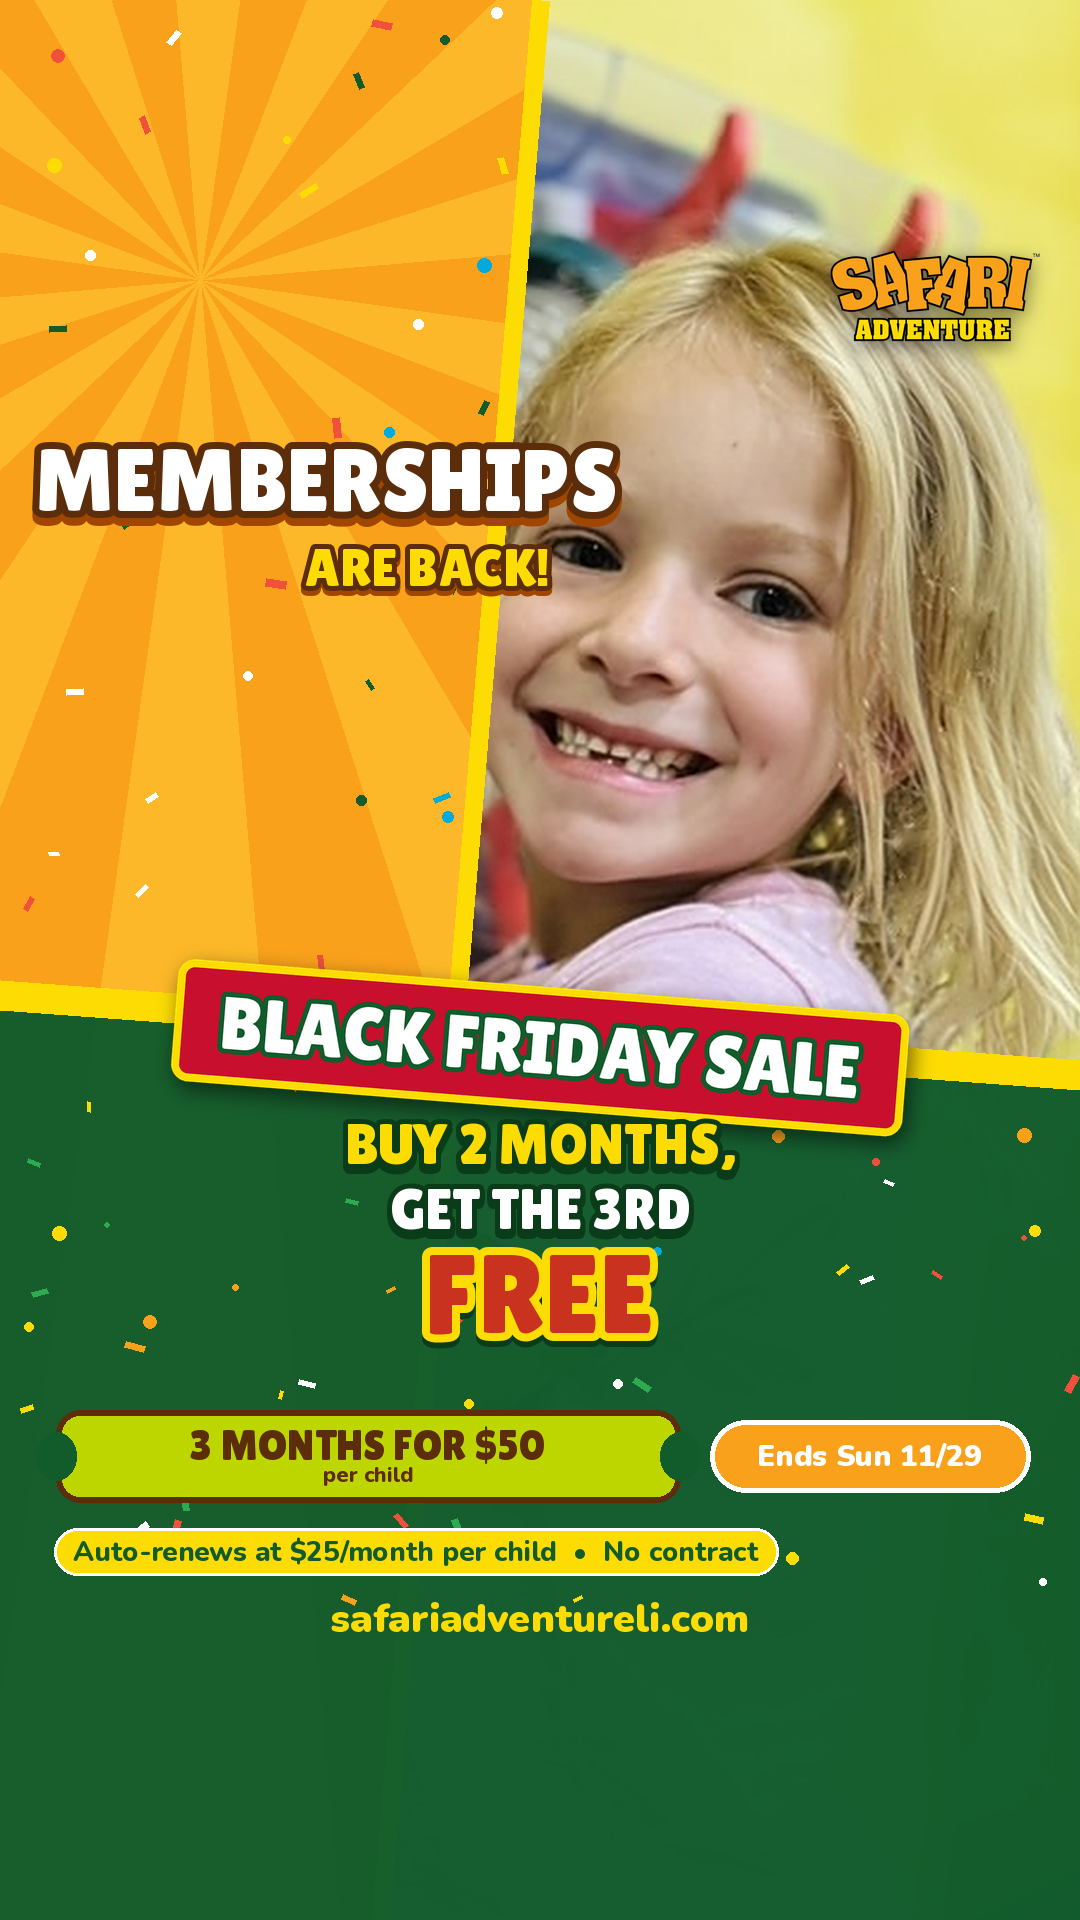 SAFARI™
ADVENTURE
MEMBERSHIPS
ARE BACK!
BLACK FRIDAY SALE
BUY 2 MONTHS,
GET THE 3RD
FREE
3 MONTHS FOR $50
per child
Ends Sun 11/29
Auto-renews at $25/month per child • No contract
safariadventureli.com